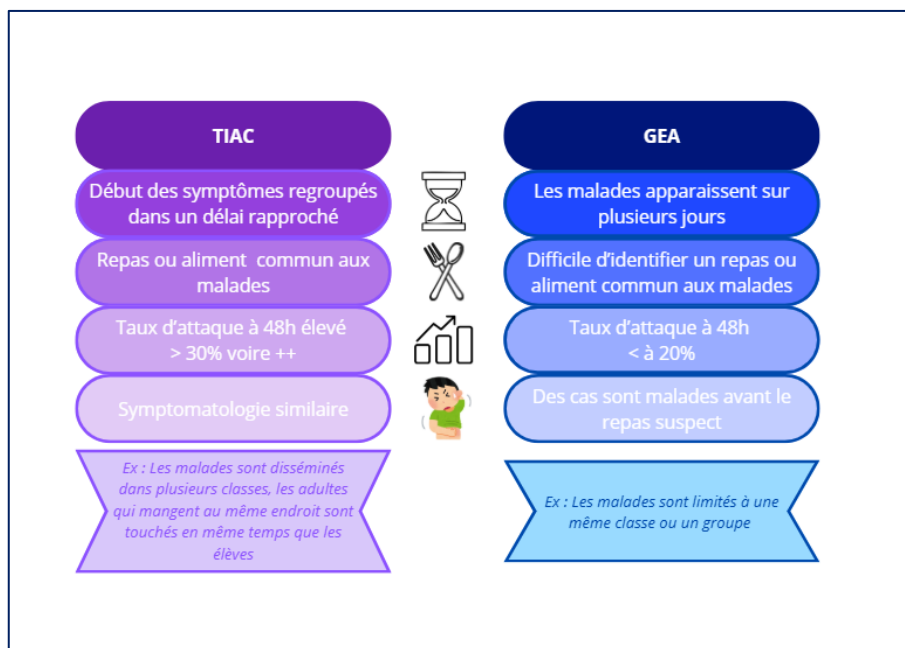 TIAC
Début des symptômes regroupés
dans un délai rapproché
Repas ou aliment commun aux
malades
Taux d'attaque à 48h élevé
> 30% voire ++
Symptomatologie similaire
Ex : Les malades sont disséminés
dans plusieurs classes, les adultes
qui mangent au même endroit sont
touchés en même temps que les
élèves
GEA
Les malades apparaissent sur
plusieurs jours
Difficile d'identifier un repas ou
aliment commun aux malades
Taux d'attaque à 48h
< à 20%
Des cas sont malades avant le
repas suspect
Ex : Les malades sont limités à une
même classe ou un groupe